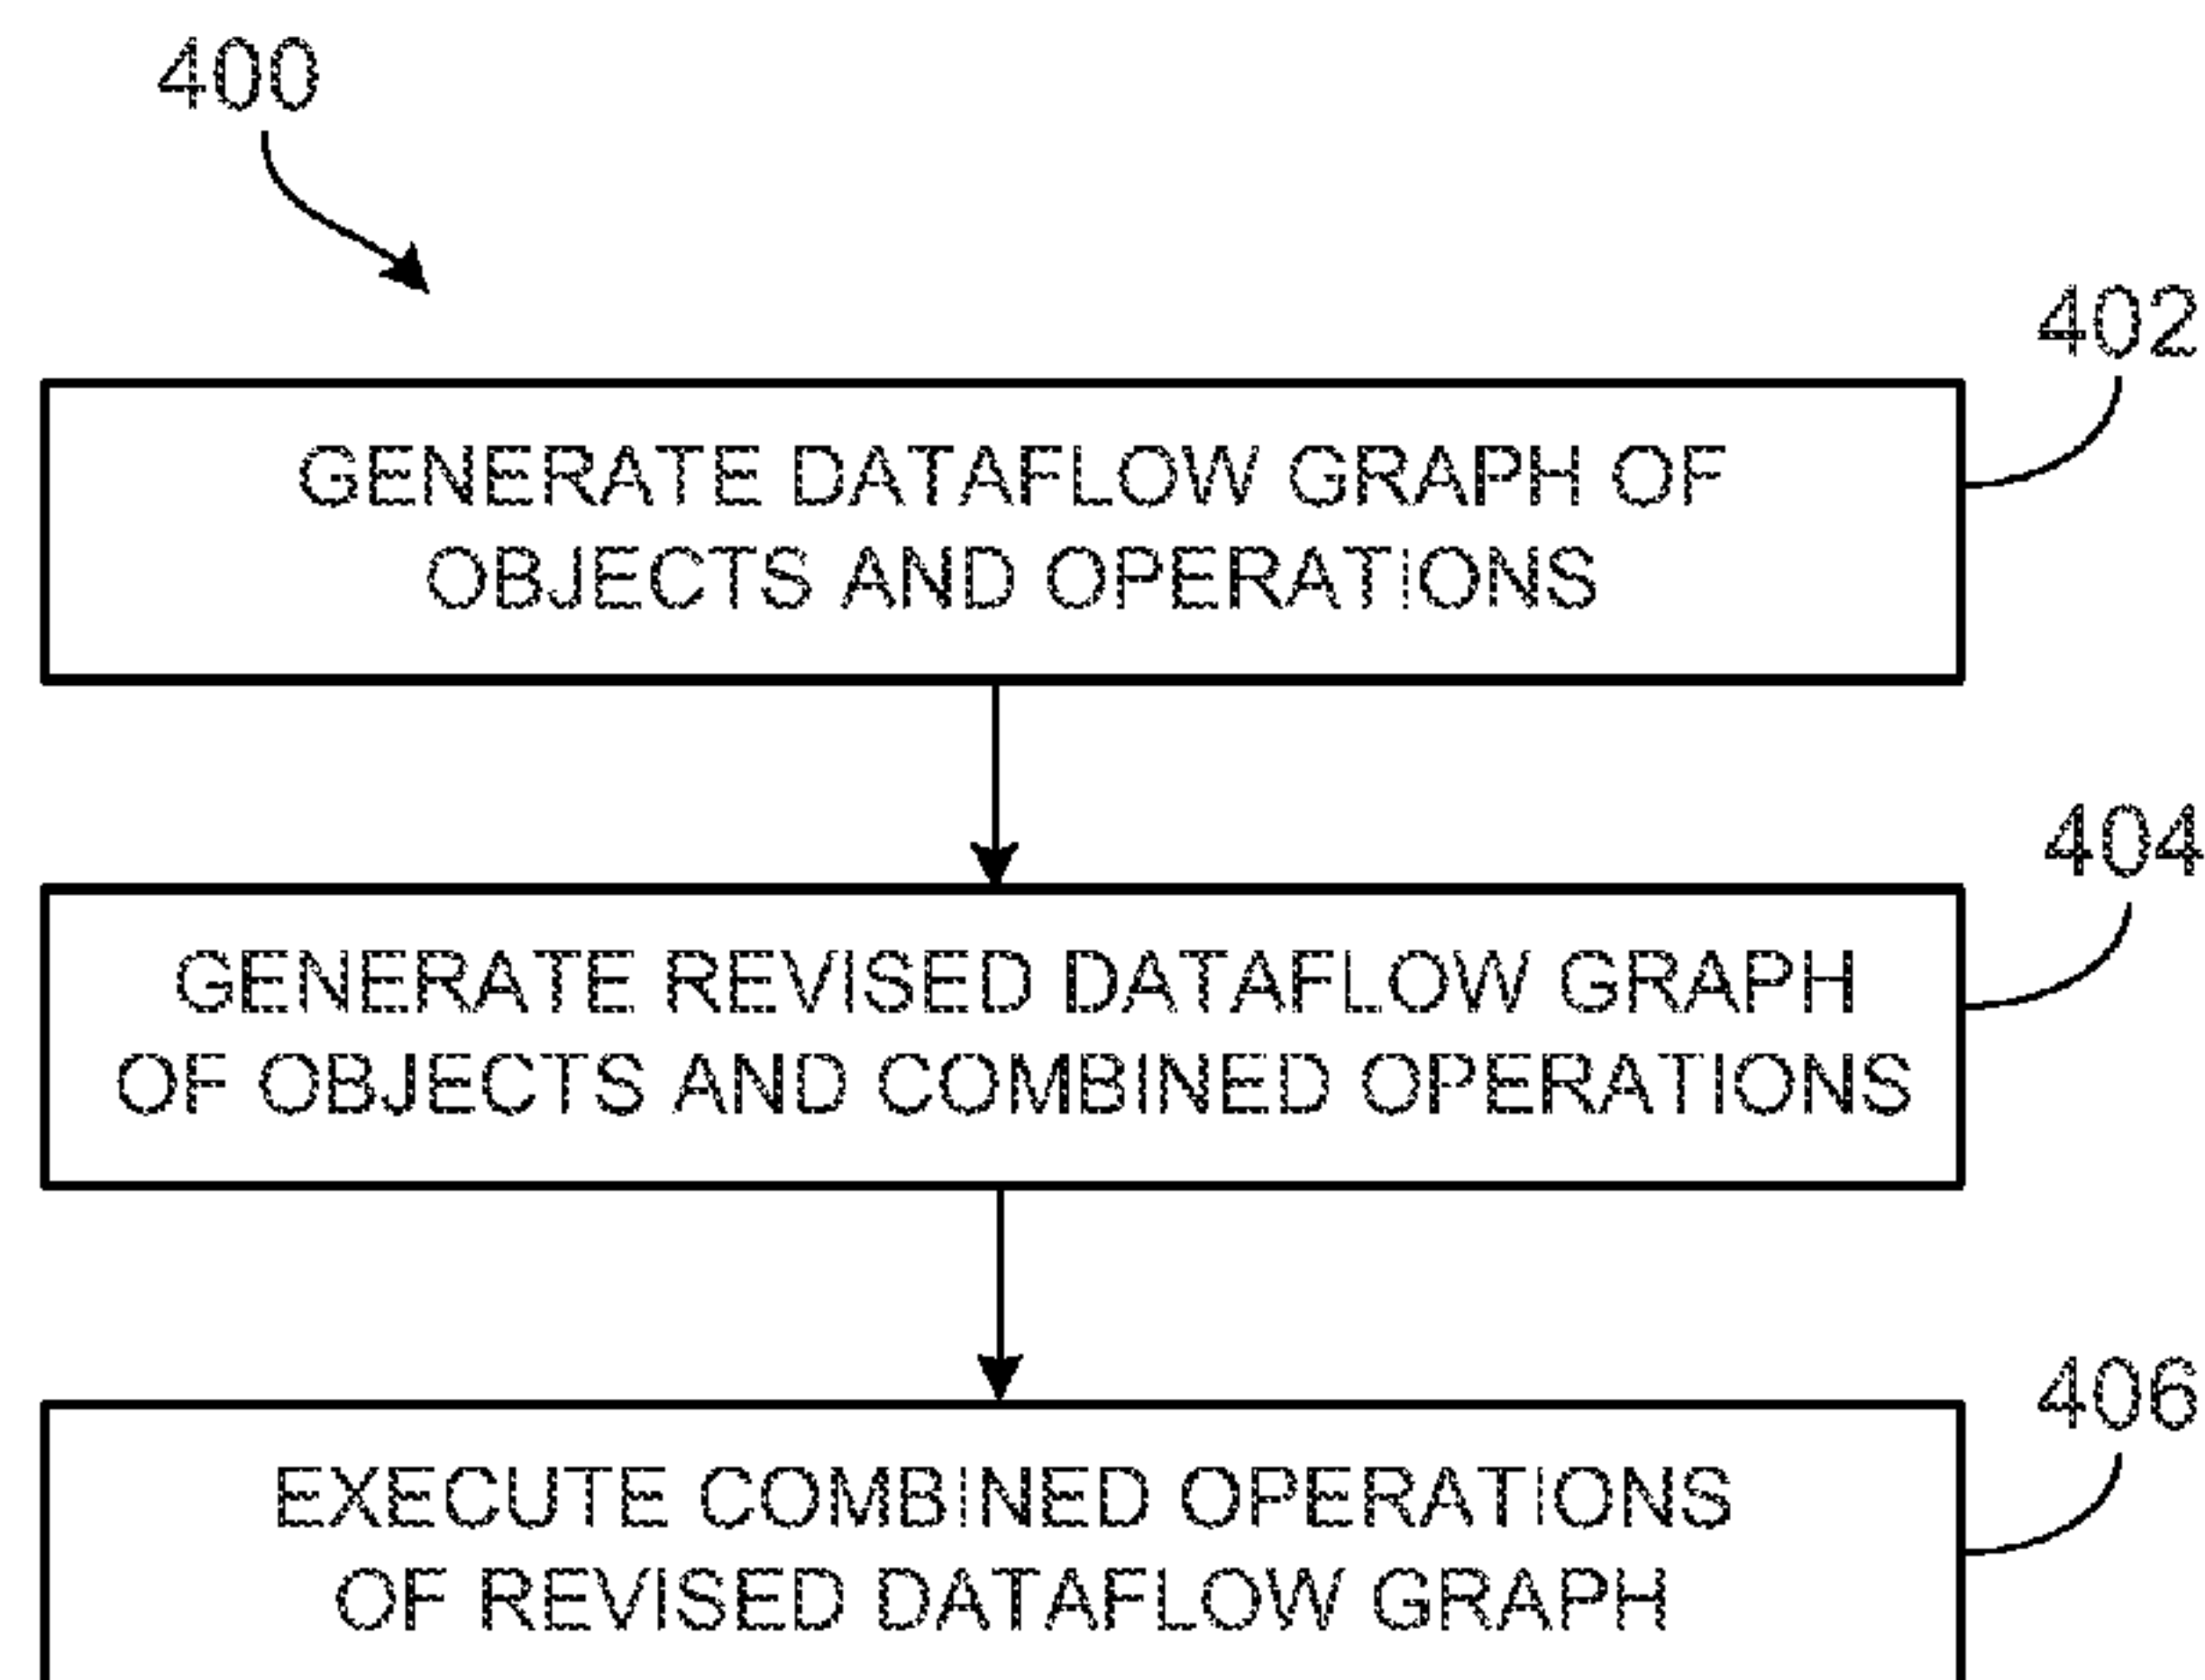 400
402
GENERATE DATAFLOW GRAPH OF
OBJECTS AND OPERATIONS
404
GENERATE REVISED DATAFLOW GRAPH
OF OBJECTS AND COMBINED OPERATIONS
406
EXECUTE COMBINED OPERATIONS
OF REVISED DATAFLOW GRAPH